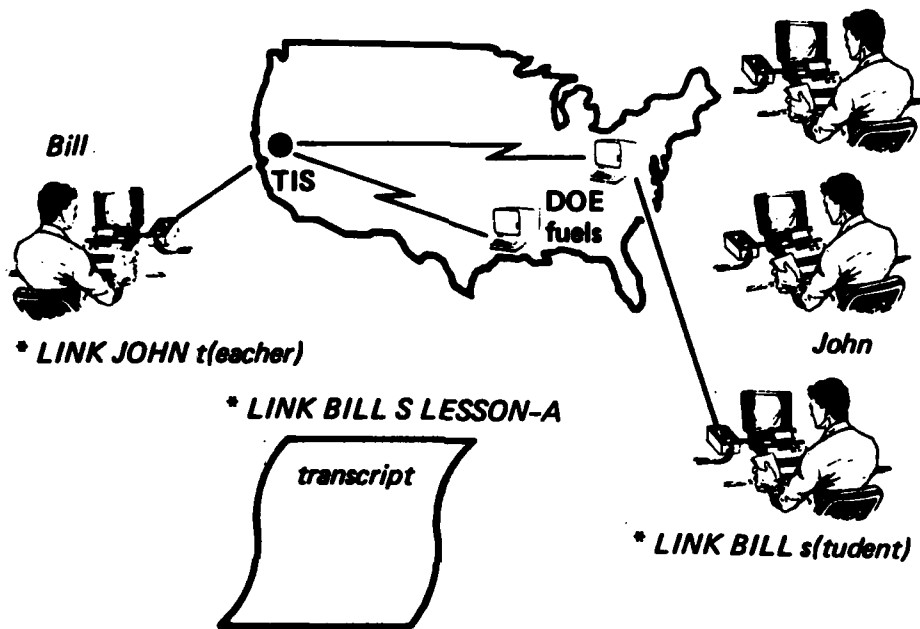 Bill
TIS
DOE
fuels
* LINK JOHN t(eacher)
John
* LINK BILL S LESSON-A
transcript
* LINK BILL s(tudent)